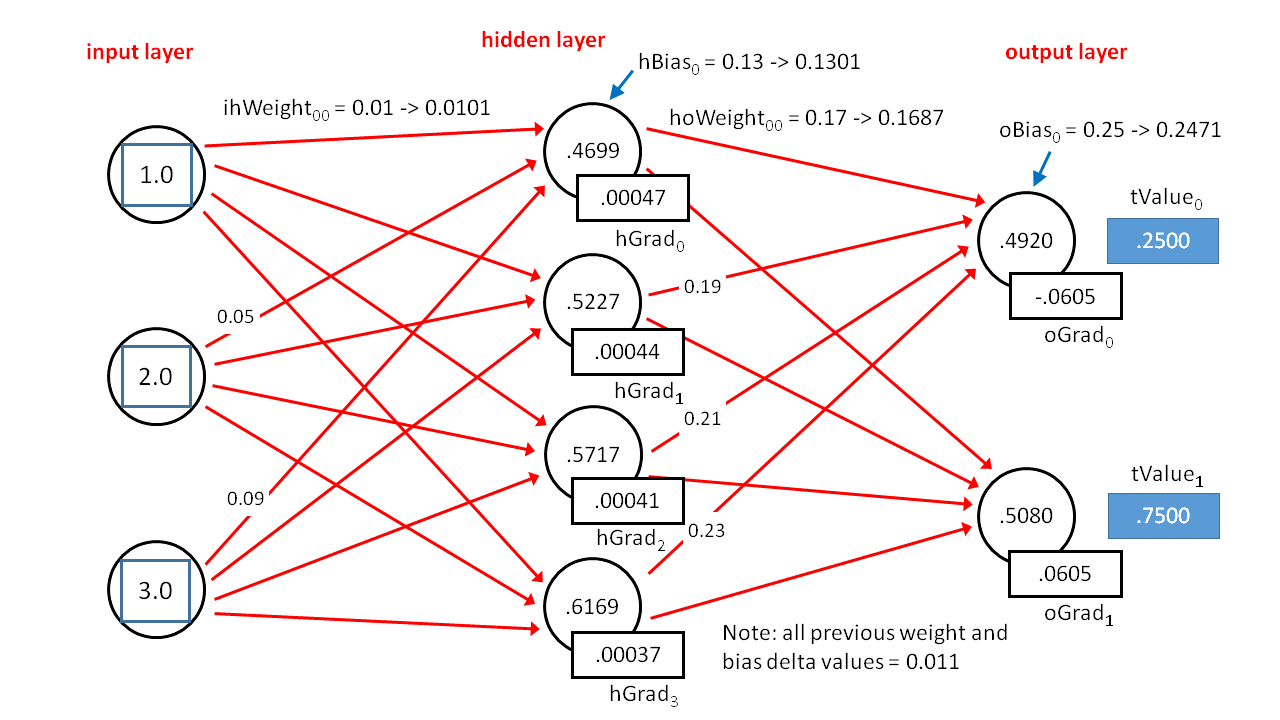 input layer
hidden layer
output layer
hBias0 = 0.13 -> 0.1301
ihWeight00 = 0.01 -> 0.0101
hoWeight00 = 0.17 -> 0.1687
oBias0 = 0.25 -> 0.2471
1.0
.4699
.00047
hGrad0
tValue0
.4920
.2500
-.0605
oGrad0
0.19
.5227
0.05
.00044
hGrad1
2.0
0.21
.5717
.00041
hGrad2
0.09
tValue1
.5080
.7500
0.23
.0605
oGrad1
3.0
.6169
.00037
hGrad3
Note: all previous weight and
bias delta values = 0.011